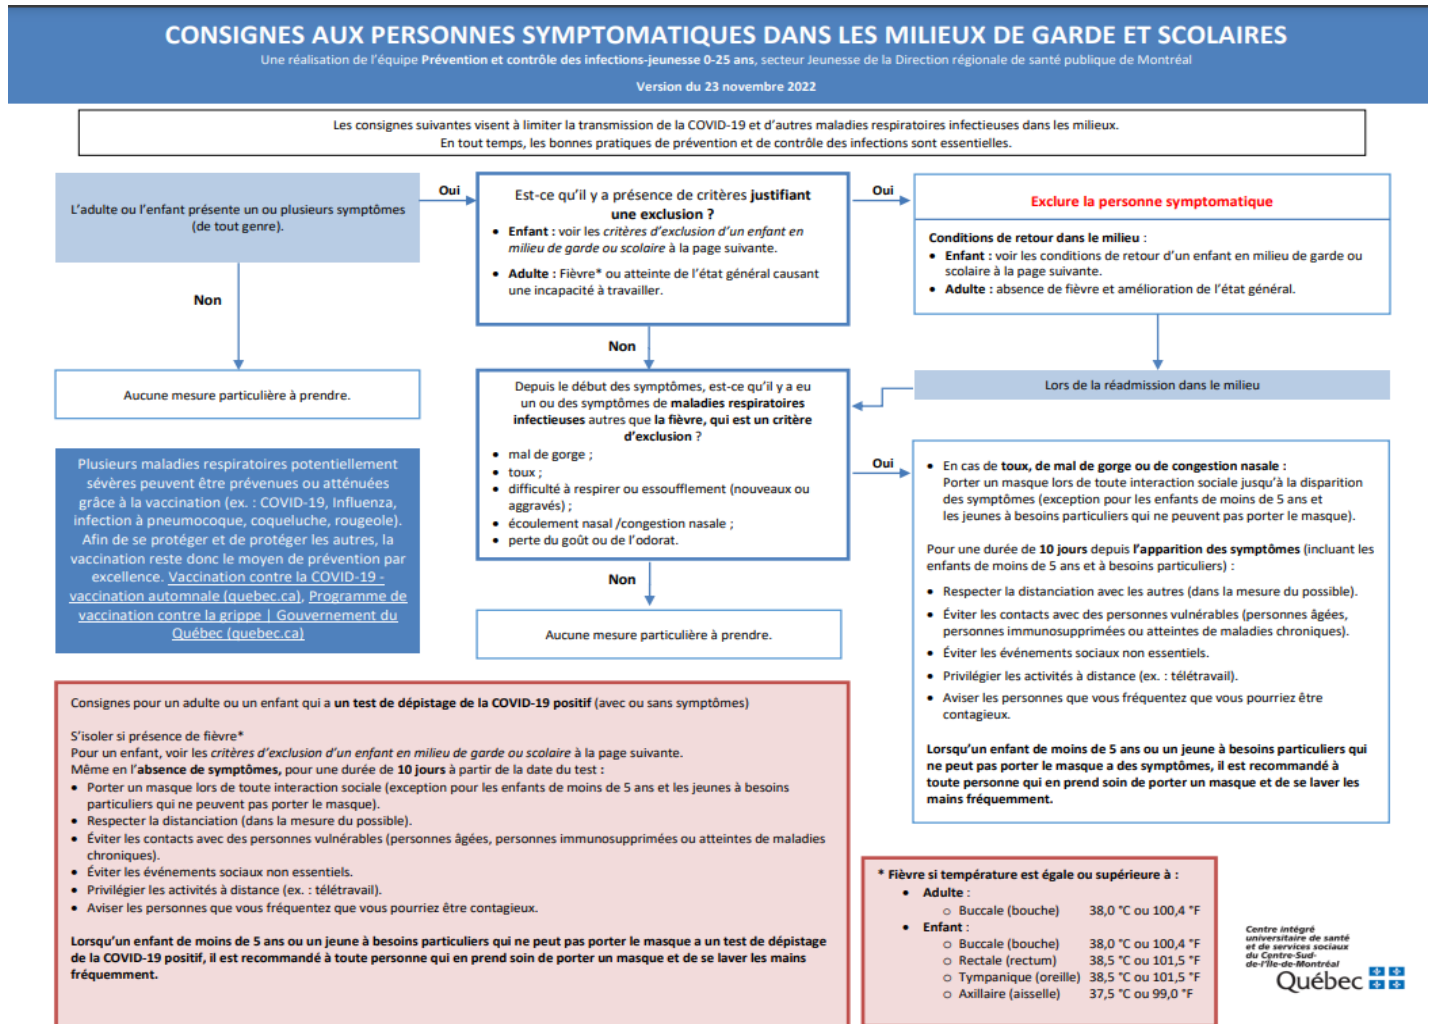 CONSIGNES AUX PERSONNES SYMPTOMATIQUES DANS LES MILIEUX DE GARDE ET SCOLAIRES
Une réalisation de l'équipe Prévention et contrôle des infections-jeunesse 0-25 ans, secteur Jeunesse de la Direction régionale de santé publique de Montréal
Version du 23 novembre 2022
Les consignes suivantes visent à limiter la transmission de la COVID-19 et d'autres maladies respiratoires infectieuses dans les milieux.
En tout temps, les bonnes pratiques de prévention et de contrôle des infections sont essentielles.
L'adulte ou l'enfant présente un ou plusieurs symptômes
(de tout genre).
Oui
Non
Aucune mesure particulière à prendre.
Est-ce qu'il y a présence de critères justifiant
une exclusion ?
• Enfant : voir les critères d'exclusion d'un enfant en
milieu de garde ou scolaire à la page suivante.
• Adulte : Fièvre* ou atteinte de l'état général causant
une incapacité à travailler.
Oui
Non
Exclure la personne symptomatique
Conditions de retour dans le milieu :
• Enfant : voir les conditions de retour d'un enfant en milieu de garde ou
scolaire à la page suivante.
• Adulte : absence de fièvre et amélioration de l'état général.
Lors de la réadmission dans le milieu
Depuis le début des symptômes, est-ce qu'il y a eu
un ou des symptômes de maladies respiratoires
infectieuses autres que la fièvre, qui est un critère
d'exclusion ?
• mal de gorge ;
• toux ;
• difficulté à respirer ou essoufflement (nouveaux ou
aggravés) ;
• écoulement nasal /congestion nasale ;
• perte du goût ou de l'odorat.
Oui
Non
Aucune mesure particulière à prendre.
• En cas de toux, de mal de gorge ou de congestion nasale :
Porter un masque lors de toute interaction sociale jusqu'à la disparition
des symptômes (exception pour les enfants de moins de 5 ans et
les jeunes à besoins particuliers qui ne peuvent pas porter le masque).
Pour une durée de 10 jours depuis l'apparition des symptômes (incluant les
enfants de moins de 5 ans et à besoins particuliers) :
• Respecter la distanciation avec les autres (dans la mesure du possible).
• Éviter les contacts avec des personnes vulnérables (personnes âgées,
personnes immunosupprimées ou atteintes de maladies chroniques).
• Éviter les événements sociaux non essentiels.
• Privilégier les activités à distance (ex. : télétravail).
• Aviser les personnes que vous fréquentez que vous pourriez être
contagieux.
Lorsqu'un enfant de moins de 5 ans ou un jeune à besoins particuliers qui
ne peut pas porter le masque a des symptômes, il est recommandé à
toute personne qui en prend soin de porter un masque et de se laver les
mains fréquemment.
Plusieurs maladies respiratoires potentiellement
sévères peuvent être prévenues ou atténuées
grâce à la vaccination (ex. : COVID-19, Influenza,
infection à pneumocoque, coqueluche, rougeole).
Afin de se protéger et de protéger les autres, la
vaccination reste donc le moyen de prévention par
excellence. Vaccination contre la COVID-19 -
vaccination automnale (quebec.ca), Programme de
vaccination contre la grippe | Gouvernement du
Québec (quebec.ca)
Consignes pour un adulte ou un enfant qui a un test de dépistage de la COVID-19 positif (avec ou sans symptômes)
S'isoler si présence de fièvre*
Pour un enfant, voir les critères d'exclusion d'un enfant en milieu de garde ou scolaire à la page suivante.
Même en l'absence de symptômes, pour une durée de 10 jours à partir de la date du test :
• Porter un masque lors de toute interaction sociale (exception pour les enfants de moins de 5 ans et les jeunes à besoins
particuliers qui ne peuvent pas porter le masque).
• Respecter la distanciation (dans la mesure du possible).
• Éviter les contacts avec des personnes vulnérables (personnes âgées, personnes immunosupprimées ou atteintes de maladies
chroniques).
• Éviter les événements sociaux non essentiels.
• Privilégier les activités à distance (ex. : télétravail).
• Aviser les personnes que vous fréquentez que vous pourriez être contagieux.
Lorsqu'un enfant de moins de 5 ans ou un jeune à besoins particuliers qui ne peut pas porter le masque a un test de dépistage
de la COVID-19 positif, il est recommandé à toute personne qui en prend soin de porter un masque et de se laver les mains
fréquemment.
* Fièvre si température est égale ou supérieure à :
• Adulte :
o Buccale (bouche) 38,0 °C ou 100,4 °F
• Enfant :
o Buccale (bouche) 38,0 °C ou 100,4 °F
o Rectale (rectum) 38,5 °C ou 101,5 °F
o Tympanique (oreille) 38,5 °C ou 101,5 °F
o Axillaire (aisselle) 37,5 °C ou 99,0 °F
Centre intégré
universitaire de santé
et de services sociaux
du Centre-Sud-
de-l'Île-de-Montréal
Québec